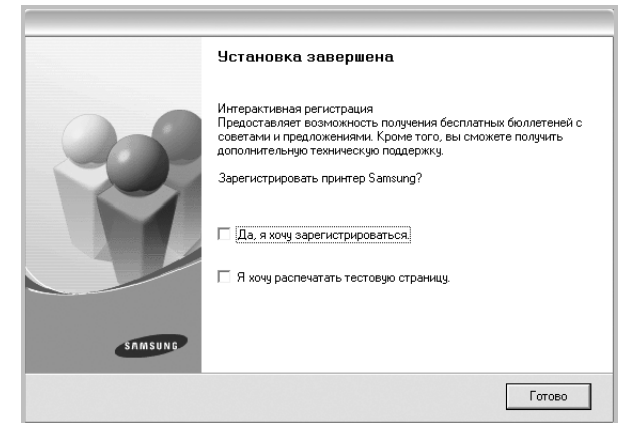 Установка завершена
Интерактивная регистрация
Предоставляет возможность получения бесплатных бюллетеней с
советами и предложениями. Кроме того, вы сможете получить
дополнительную техническую поддержку.
Зарегистрировать принтер Samsung?
Да, я хочу зарегистрироваться.
Я хочу распечатать тестовую страницу.
SAMSUNG
Готово